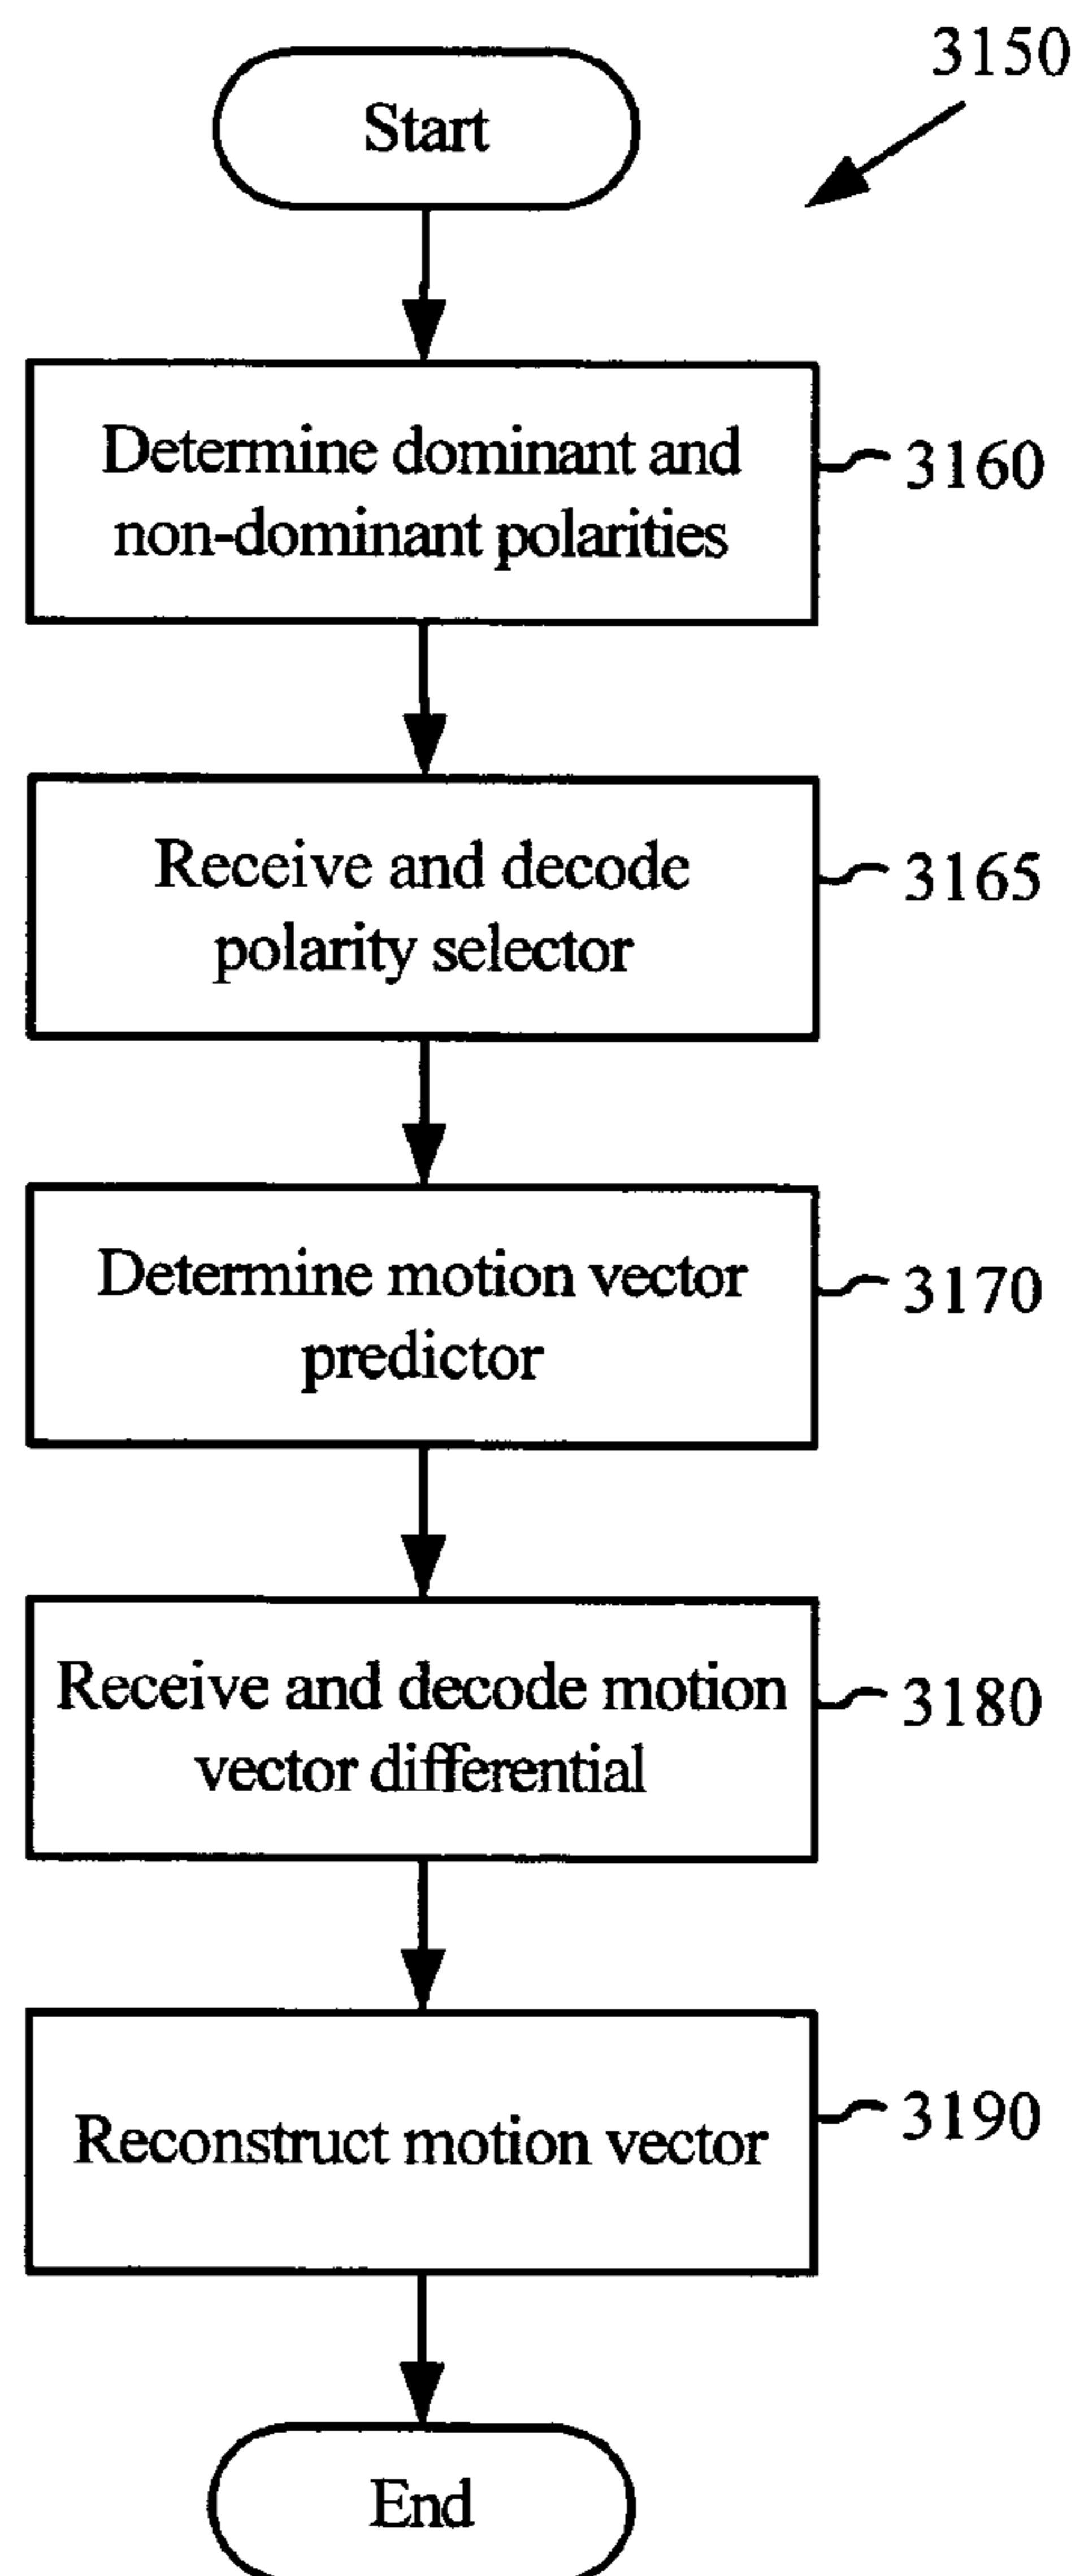 3150
Start
Determine dominant and
non-dominant polarities
3160
Receive and decode
polarity selector
3165
Determine motion vector
predictor
3170
Receive and decode motion
vector differential
3180
Reconstruct motion vector
3190
End